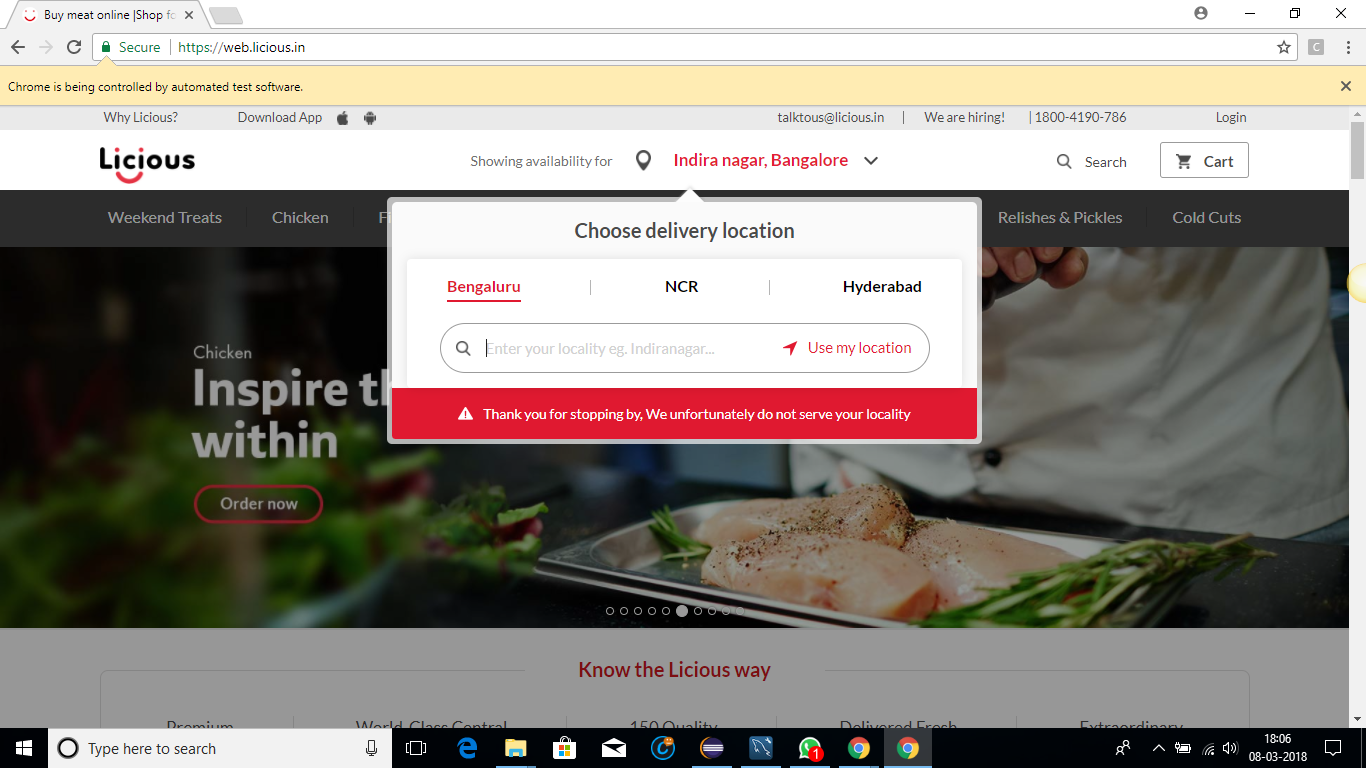 Buy meat online |Shop fo
Secure https://web.licious.in
C
Chrome is being controlled by automated test software.
Why Licious? Download App talktous@licious.in | We are hiring! | 1800-4190-786 Login
Licious Showing availability for Indira nagar, Bangalore Search Cart
Weekend Treats Chicken Fi Relishes & Pickles Cold Cuts
Choose delivery location
Bengaluru | NCR | Hyderabad
Enter your locality eg. Indiranagar... Use my location
Thank you for stopping by, We unfortunately do not serve your locality
Chicken
Inspire th
within
Order now
Know the Licious way
Premium World-Class Central 150 Quality Delivered Fresh Extraordinary
Type here to search
1
18:06
08-03-2018